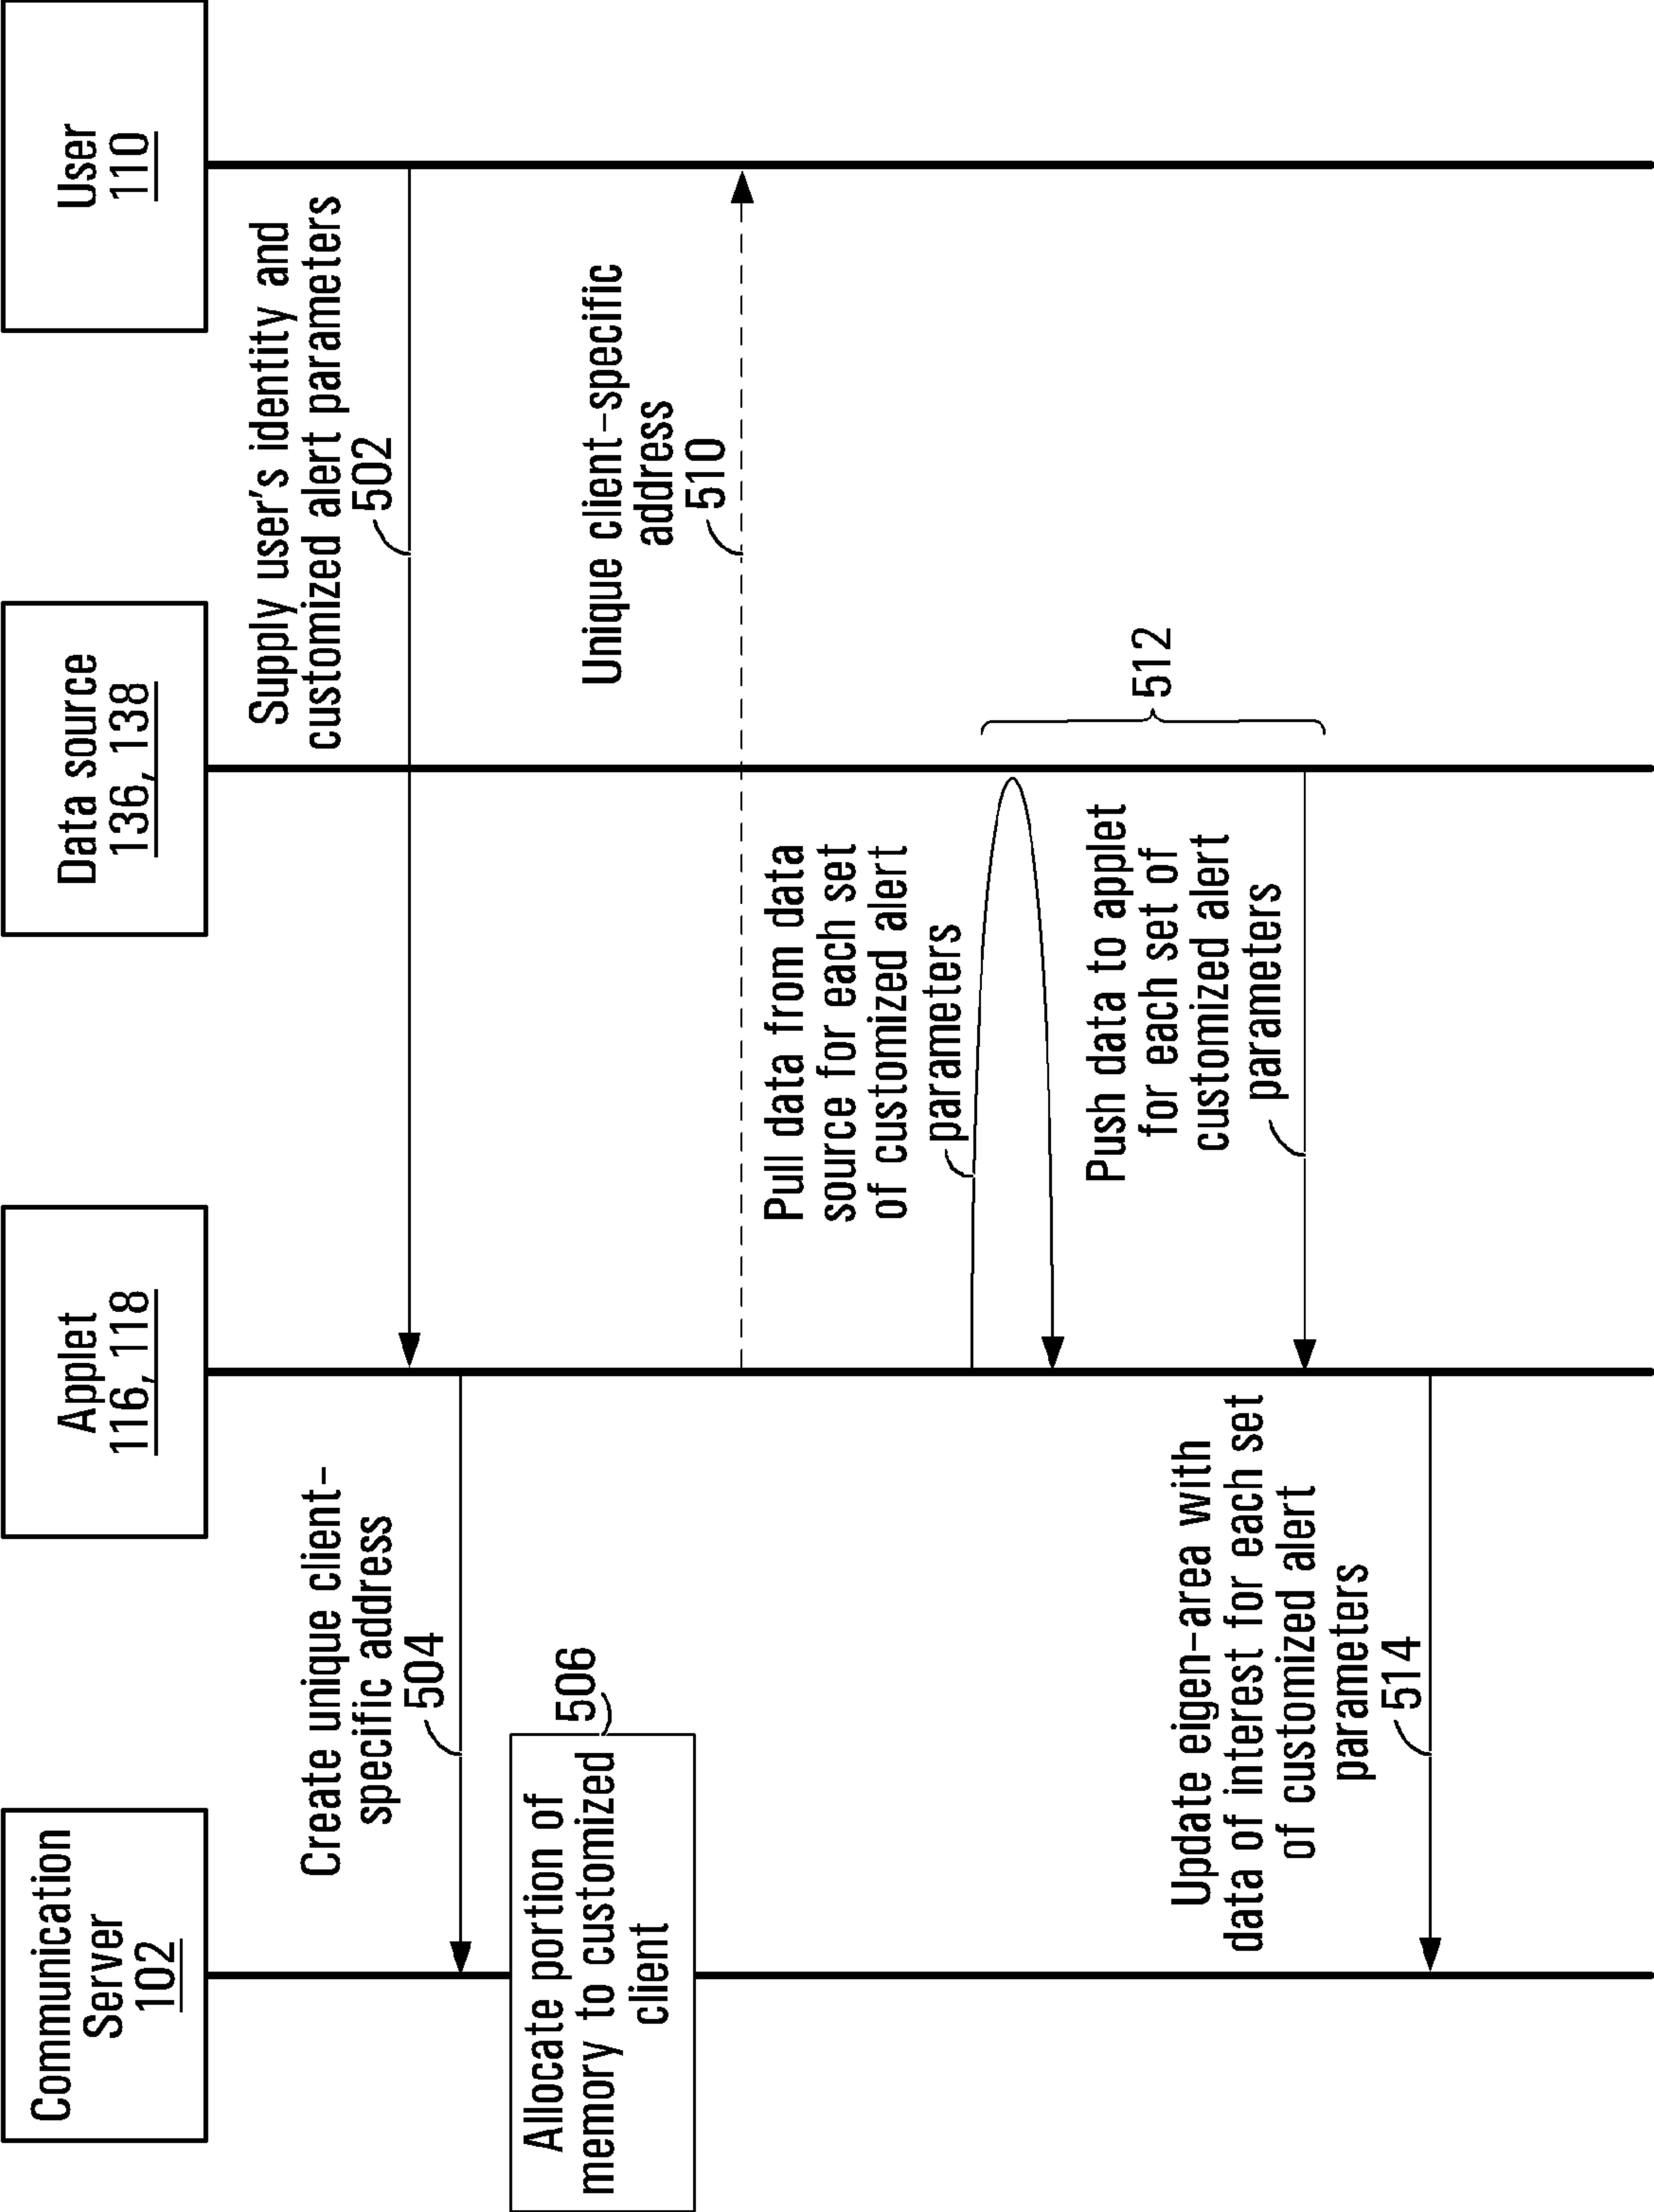 Communication
Server
102
Applet
116, 118
Data source
136, 138
User
110
Supply user's identity and
customized alert parameters
502
Create unique client-
specific address
504
Allocate portion of
memory to customized
client
506
Unique client-specific
address
510
Pull data from data
source for each set
of customized alert
parameters
Push data to applet
for each set of
customized alert
parameters
512
Update eigen-area with
data of interest for each set
of customized alert
parameters
514